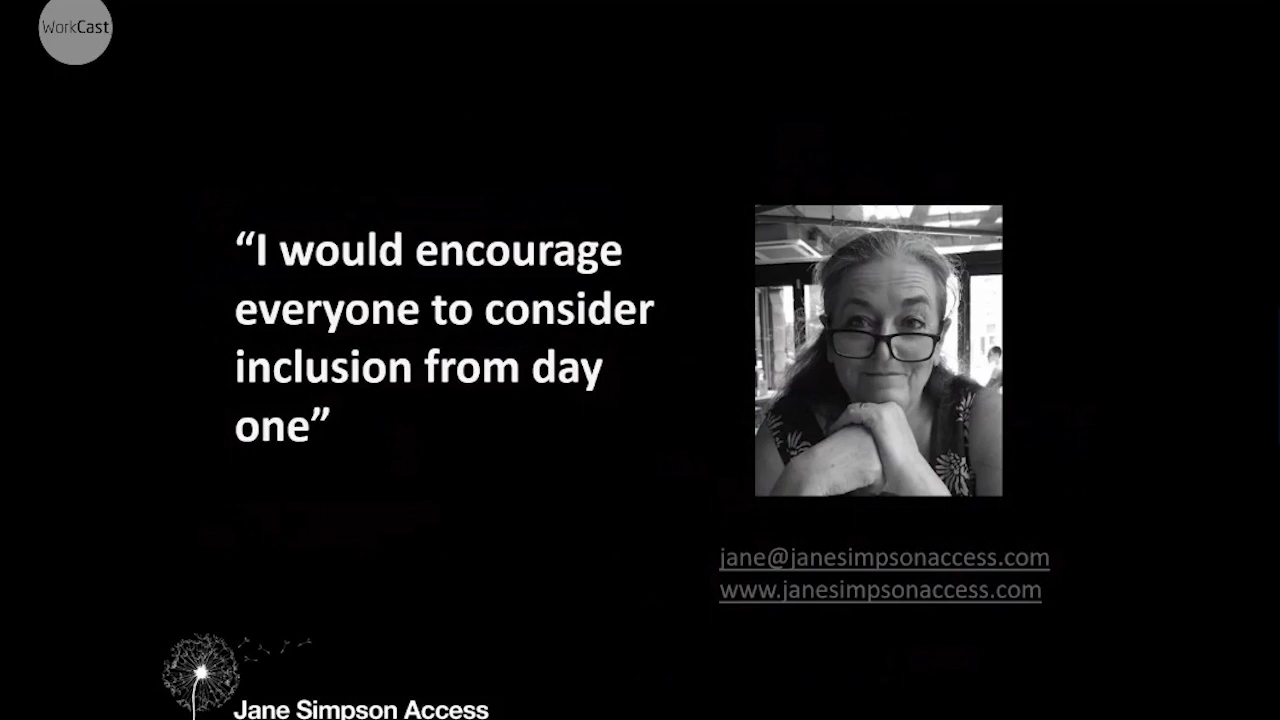 WorkCast
“I would encourage
everyone to consider
inclusion from day
one”
jane@janesimpsonaccess.com
www.janesimpsonaccess.com
Jane Simpson Access